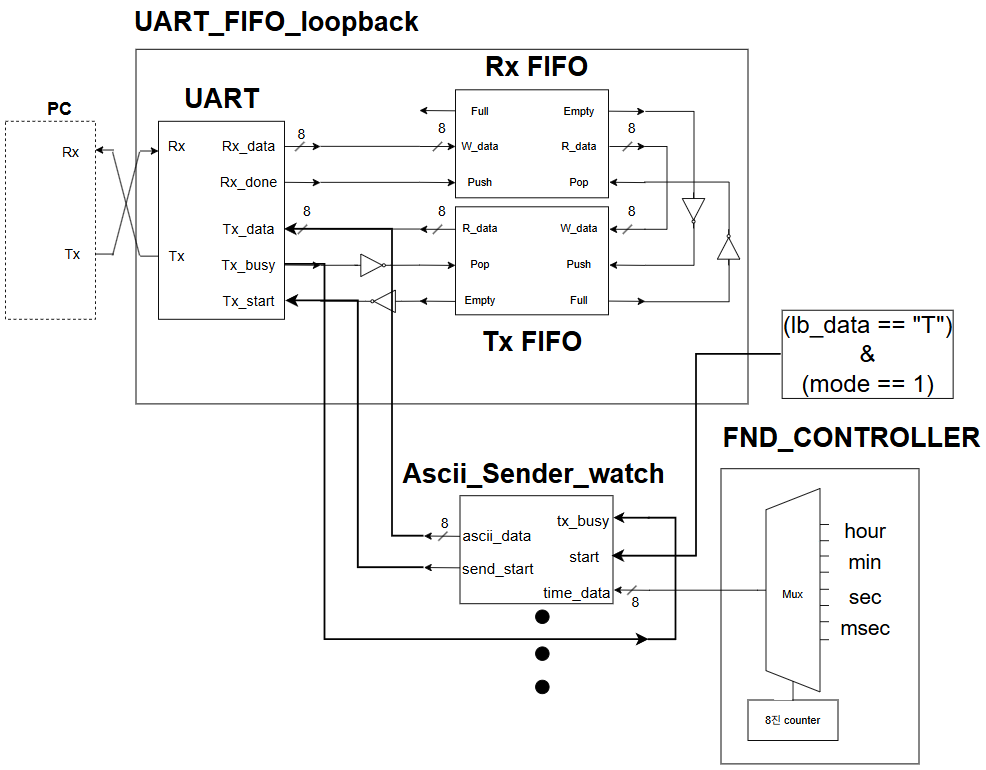 UART_FIFO_loopback
PC
Rx
Tx
UART
Rx
Tx
Rx_data
Rx_done
Tx_data
Tx_busy
Tx_start
8
8
Rx FIFO
8
8
Full
W_data
Push
Empty
R_data
Pop
8
8
R_data
Pop
Empty
W_data
Push
Full
Tx FIFO
(lb_data == "T")
&
(mode == 1)
FND_CONTROLLER
Ascii_Sender_watch
8
ascii_data
send_start
tx_busy
start
time_data
8
Mux
hour
min
sec
msec
8진 counter